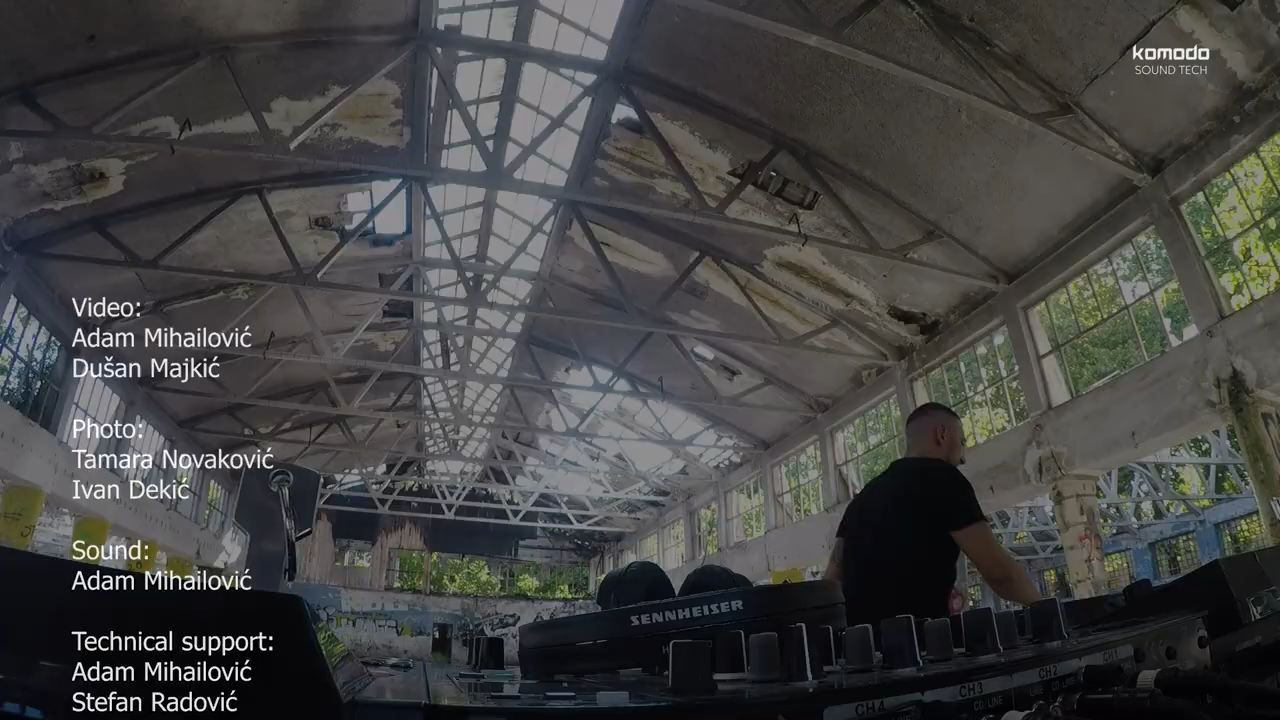 komodo
SOUND TECH
Video:
Adam Mihailović
Dušan Majkić
Photo:
Tamara Novaković
Ivan Dekić
Sound:
Adam Mihailović
Technical support:
Adam Mihailović
Stefan Radović
SENNHEISER
CH1
CH2
CH3
CH4